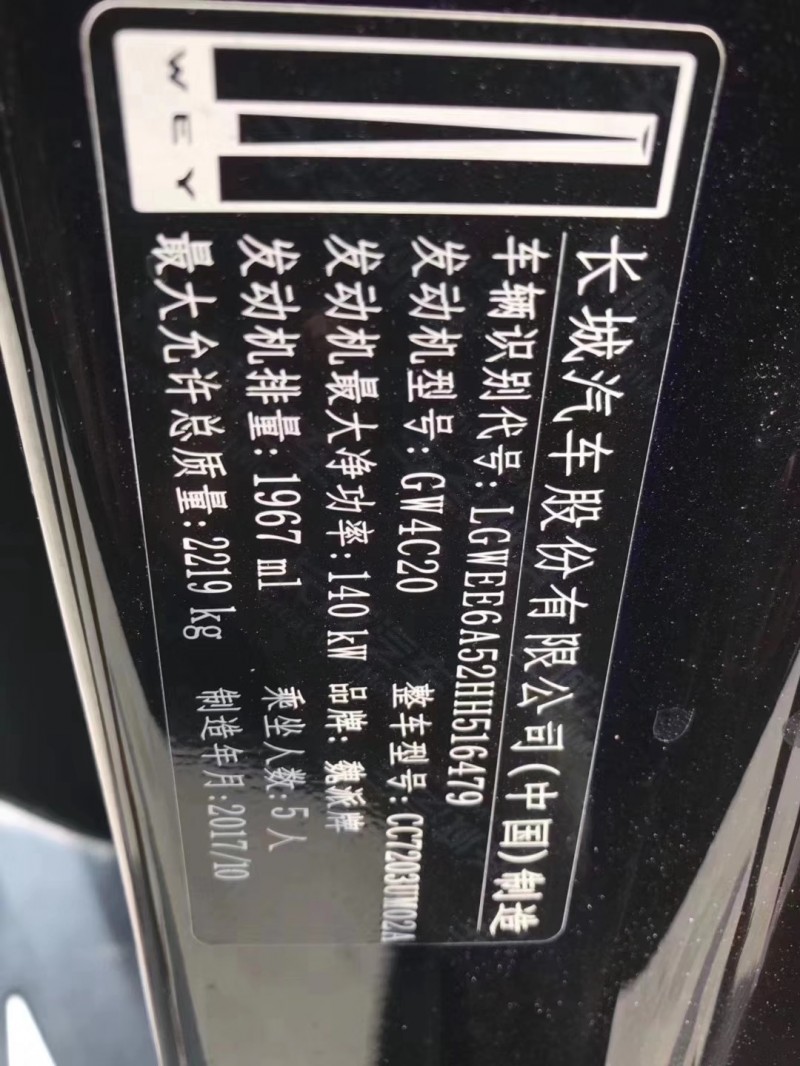 WEY
长城汽车股份有限公司(中国)制造
车辆识别代号:LGWEE6A52HH516479
发动机型号:GW4C20 整车型号:CC7203UM02A
发动机最大净功率:140kW 品牌:魏派牌
发动机排量:1967 ml 乘坐人数:5人
最大允许总质量:2219 kg 制造年月:2017/10